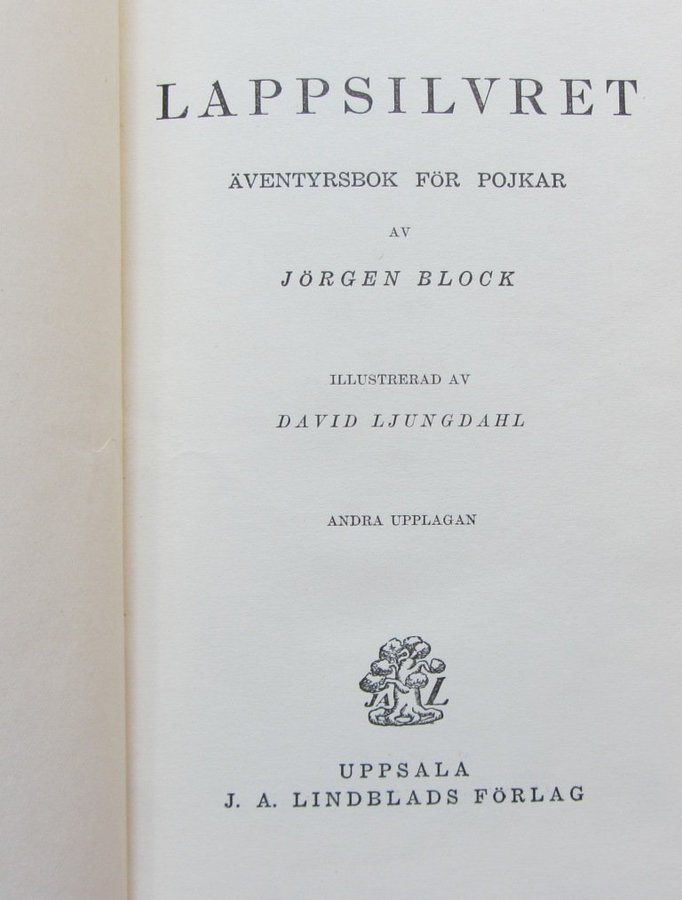 LAPPSILVRET
ÄVENTYRSBOK FÖR POJKAR
AV
JÖRGEN BLOCK
ILLUSTRERAD AV
DAVID LJUNGDAHL
ANDRA UPPLAGAN
JAL
UPPSALA
J. A. LINDBLADS FÖRLAG